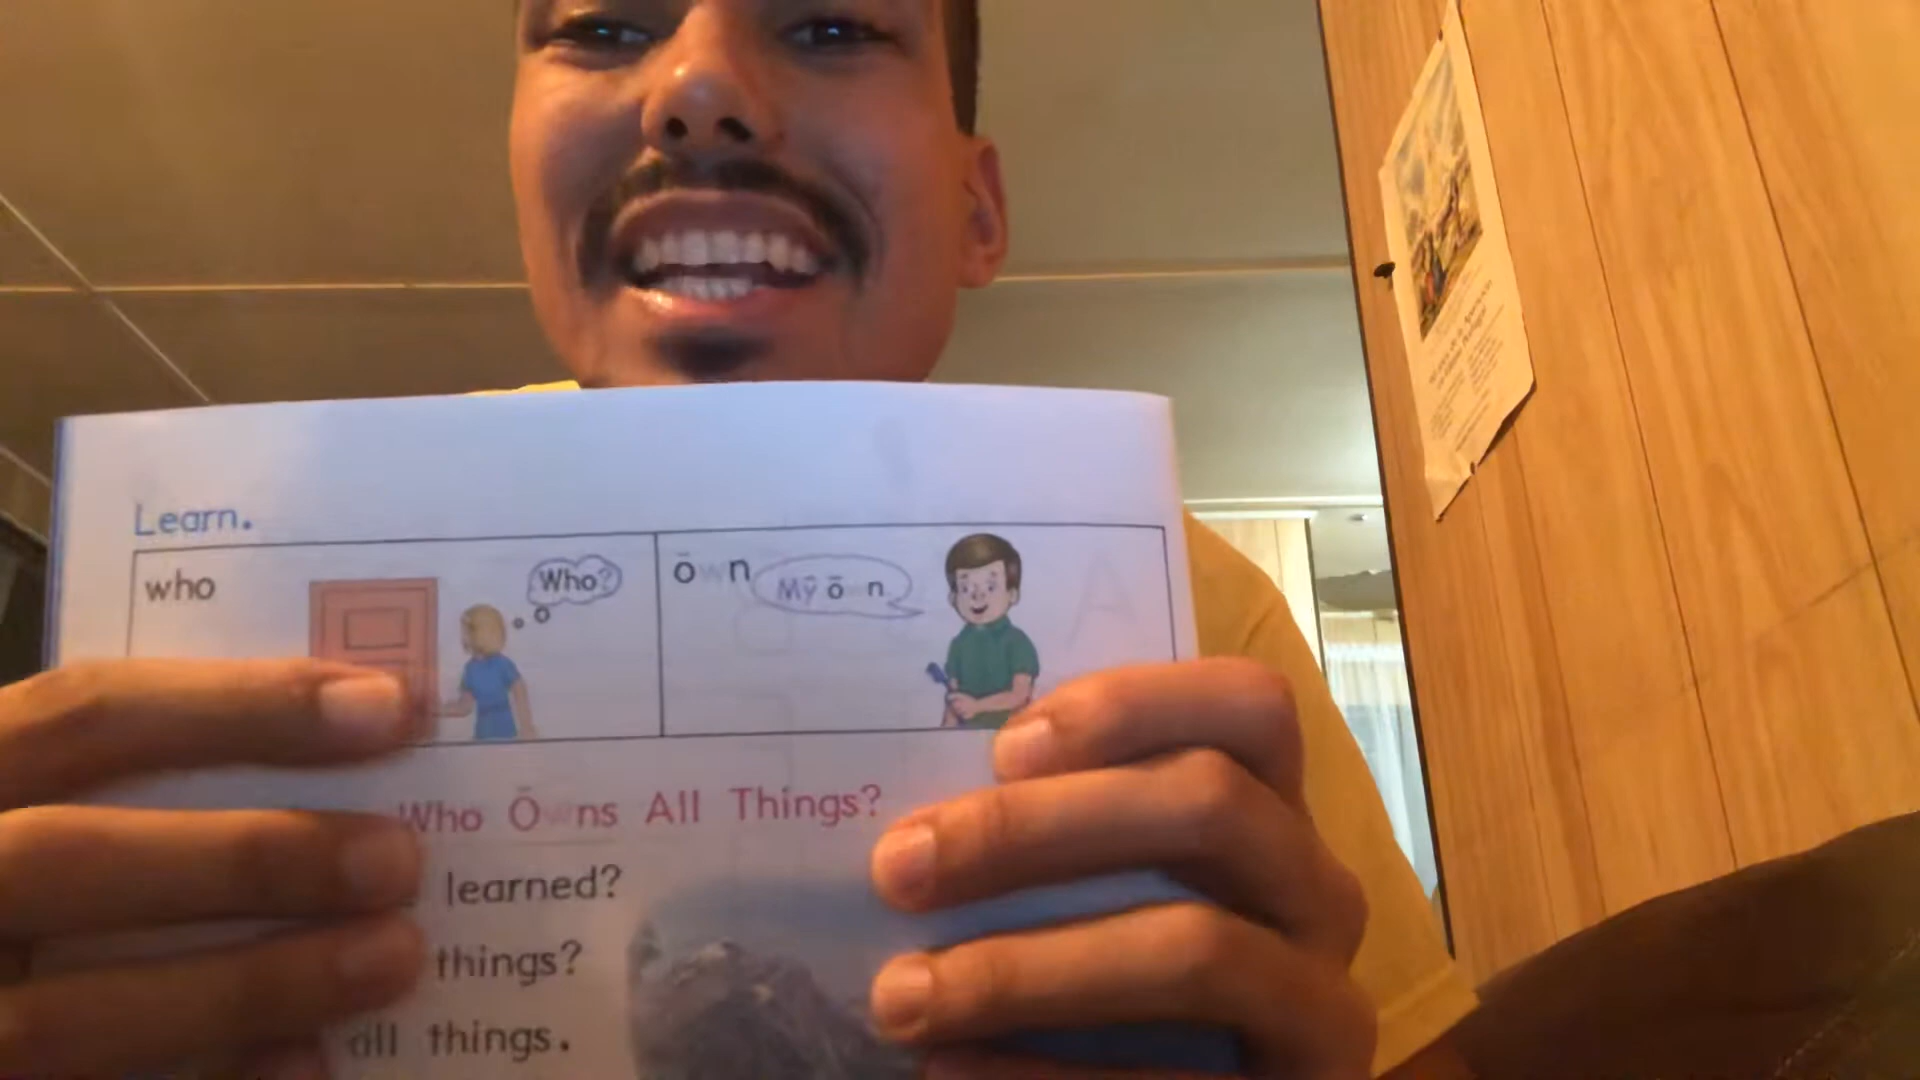 Learn.
who
Who?
ōwn
Mȳ ōwn
Who Ōwns All Things?
learned?
things?
all things.